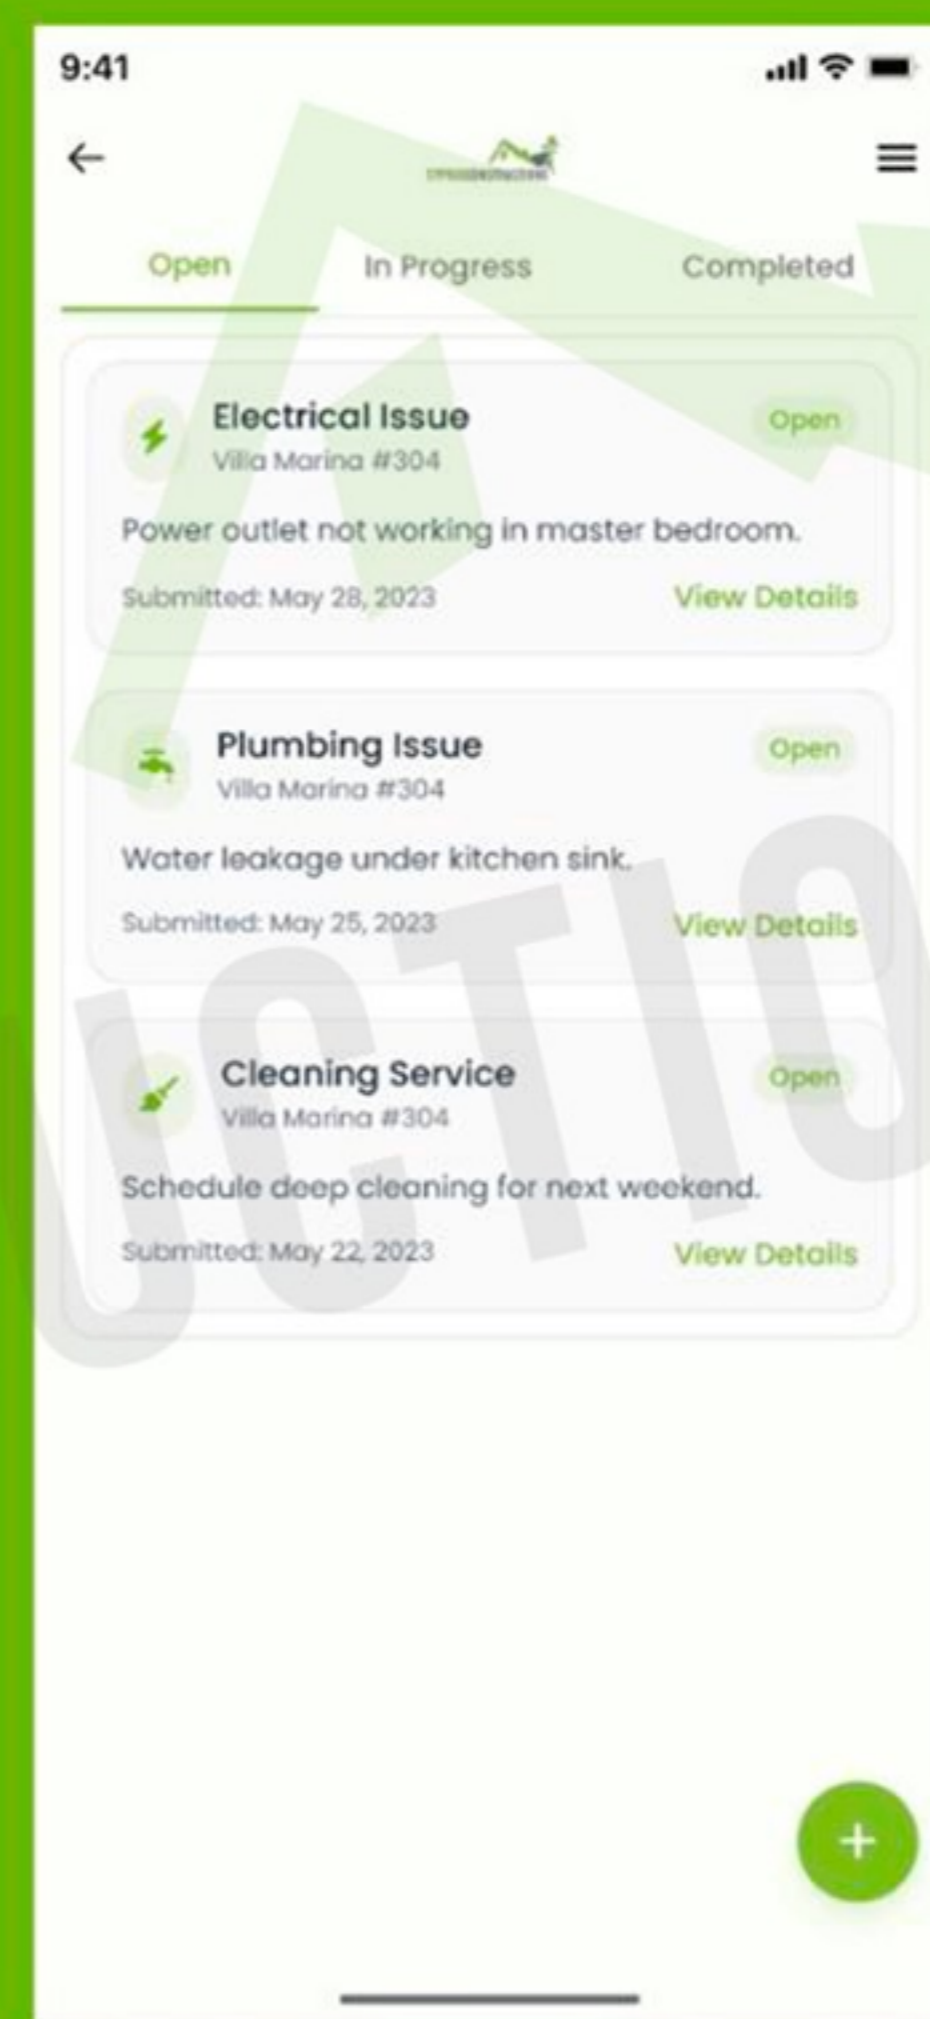 9:41
Open In Progress Completed
Electrical Issue Open
Villa Marina #304
Power outlet not working in master bedroom.
Submitted: May 28, 2023 View Details
Plumbing Issue Open
Villa Marina #304
Water leakage under kitchen sink.
Submitted: May 25, 2023 View Details
Cleaning Service Open
Villa Marina #304
Schedule deep cleaning for next weekend.
Submitted: May 22, 2023 View Details
+
UCTIO